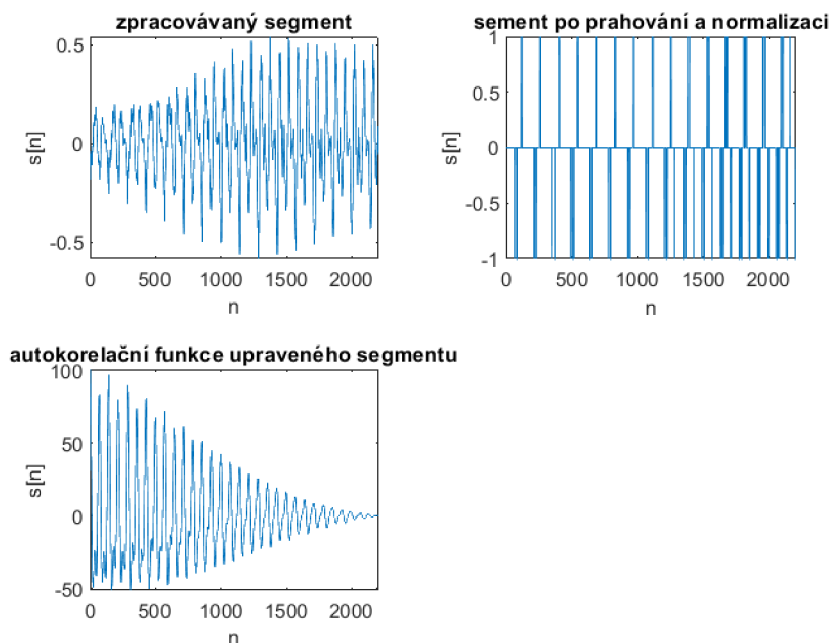 zpracovávaný segment
0.5
0
-0.5
s[n]
0 500 1000 1500 2000
n
sement po prahování a normalizaci
1
0.5
0
-0.5
-1
s[n]
0 500 1000 1500 2000
n
autokorelační funkce upraveného segmentu
100
50
0
-50
s[n]
0 500 1000 1500 2000
n